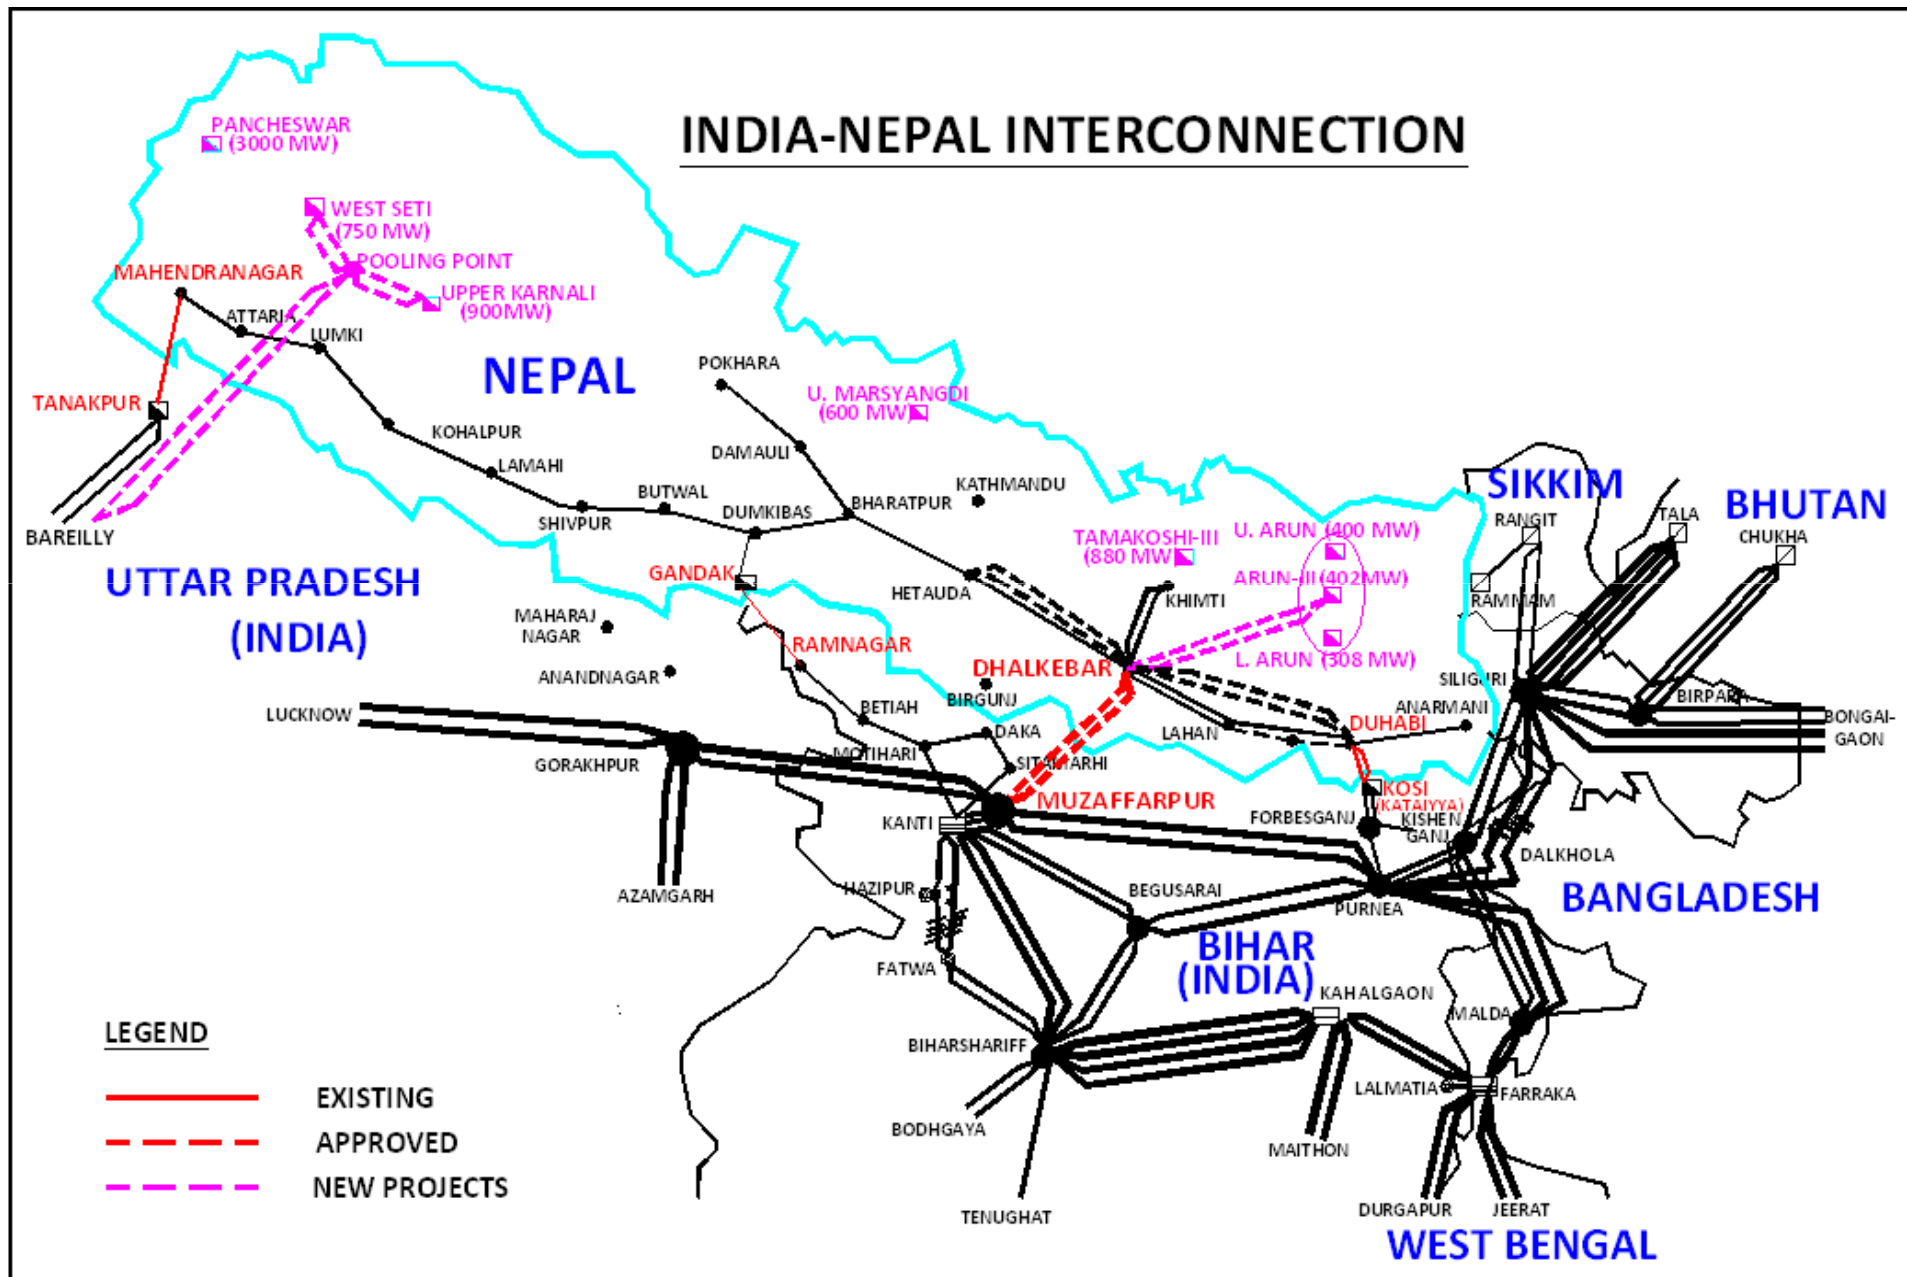 INDIA-NEPAL INTERCONNECTION
PANCHESWAR
(3000 MW)
WEST SETI
(750 MW)
POOLING POINT
MAHENDRANAGAR
UPPER KARNALI
(900MW)
ATTARIA
LUMKI
NEPAL
POKHARA
U. MARSYANGDI
(600 MW)
TANAKPUR
KOHALPUR
DAMAULI
LAMAHI
BUTWAL
BHARATPUR
KATHMANDU
SHIVPUR
DUMKIBAS
BAREILLY
SIKKIM
BHUTAN
RANGIT
TALA
CHUKHA
TAMAKOSHI-III
(880 MW)
U. ARUN (400 MW)
ARUN-III (402MW)
L. ARUN (308 MW)
UTTAR PRADESH
(INDIA)
GANDAK
HETAUDA
KHIMTI
RAMMAM
MAHARAJ
NAGAR
RAMNAGAR
DHALKEBAR
ANANDNAGAR
BIRGUNJ
SILIGURI
BIRPARA
LUCKNOW
BETIAH
ANARMANI
BONGAI-
GAON
MOTIHARI
DAKA
LAHAN
DUHABI
GORAKHPUR
SITAMARHI
MUZAFFARPUR
KOSI
(KATAIYYA)
KANTI
FORBESGANJ
KISHEN
GANJ
DALKHOLA
AZAMGARH
HAZIPUR
BEGUSARAI
PURNEA
BANGLADESH
FATWA
BIHAR
(INDIA)
KAHALGAON
MALDA
BIHARSHARIFF
LALMATIA
FARRAKA
BODHGAYA
MAITHON
TENUGHAT
DURGAPUR
JEERAT
WEST BENGAL
LEGEND
EXISTING
APPROVED
NEW PROJECTS